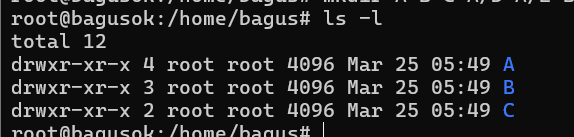 root@bagusok:/home/bagus# ls -l
total 12
drwxr-xr-x 4 root root 4096 Mar 25 05:49 A
drwxr-xr-x 3 root root 4096 Mar 25 05:49 B
drwxr-xr-x 2 root root 4096 Mar 25 05:49 C
root@bagusok:/home/bagus#